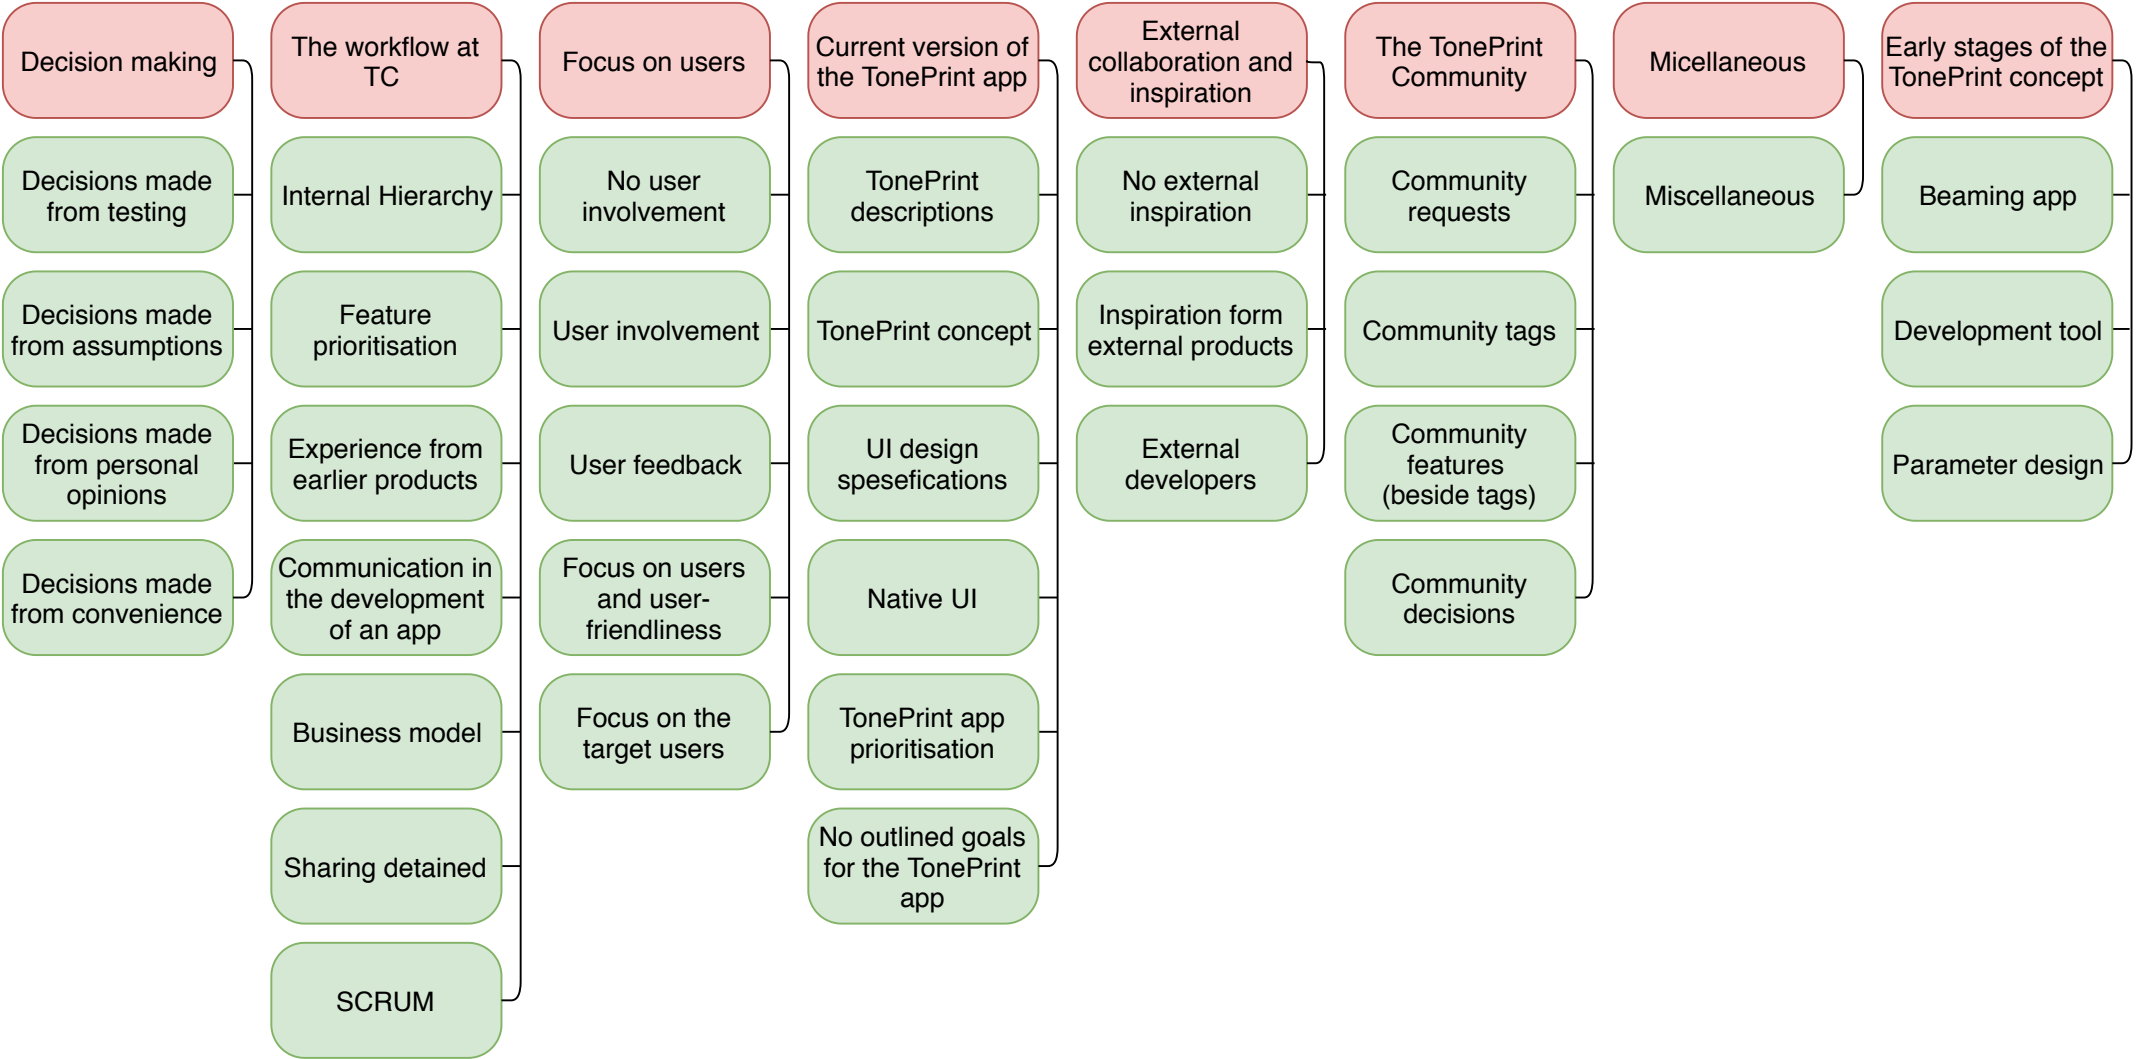 Decision making
Decisions made
from testing
Decisions made
from assumptions
Decisions made
from personal
opinions
Decisions made
from convenience
The workflow at
TC
Internal Hierarchy
Feature
prioritisation
Experience from
earlier products
Communication in
the development
of an app
Business model
Sharing detained
SCRUM
Focus on users
No user
involvement
User involvement
User feedback
Focus on users
and user-
friendliness
Focus on the
target users
Current version of
the TonePrint app
TonePrint
descriptions
TonePrint concept
UI design
spesefications
Native UI
TonePrint app
prioritisation
No outlined goals
for the TonePrint
app
External
collaboration and
inspiration
No external
inspiration
Inspiration form
external products
External
developers
The TonePrint
Community
Community
requests
Community tags
Community
features
(beside tags)
Community
decisions
Micellaneous
Miscellaneous
Early stages of the
TonePrint concept
Beaming app
Development tool
Parameter design